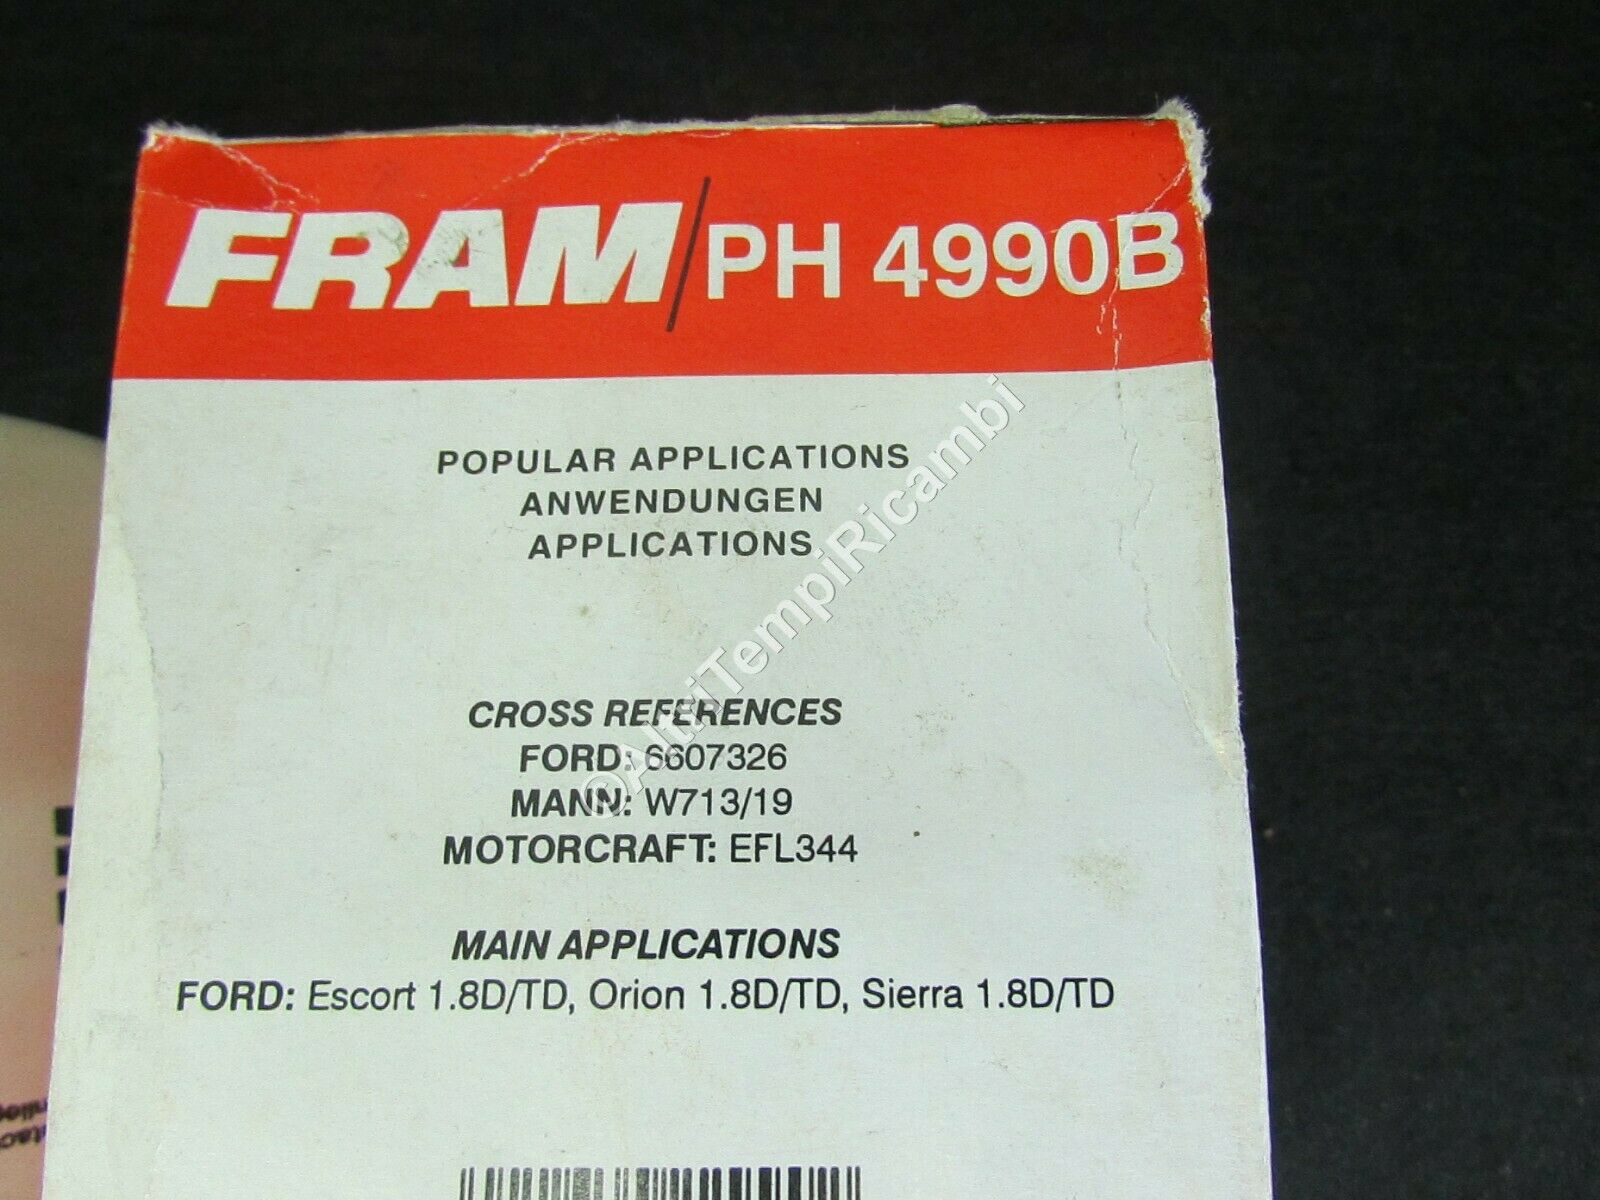 FRAM/PH 4990B
POPULAR APPLICATIONS
ANWENDUNGEN
APPLICATIONS
CROSS REFERENCES
FORD: 6607326
MANN: W713/19
MOTORCRAFT: EFL344
MAIN APPLICATIONS
FORD: Escort 1.8D/TD, Orion 1.8D/TD, Sierra 1.8D/TD
©AltriTempiRicambi